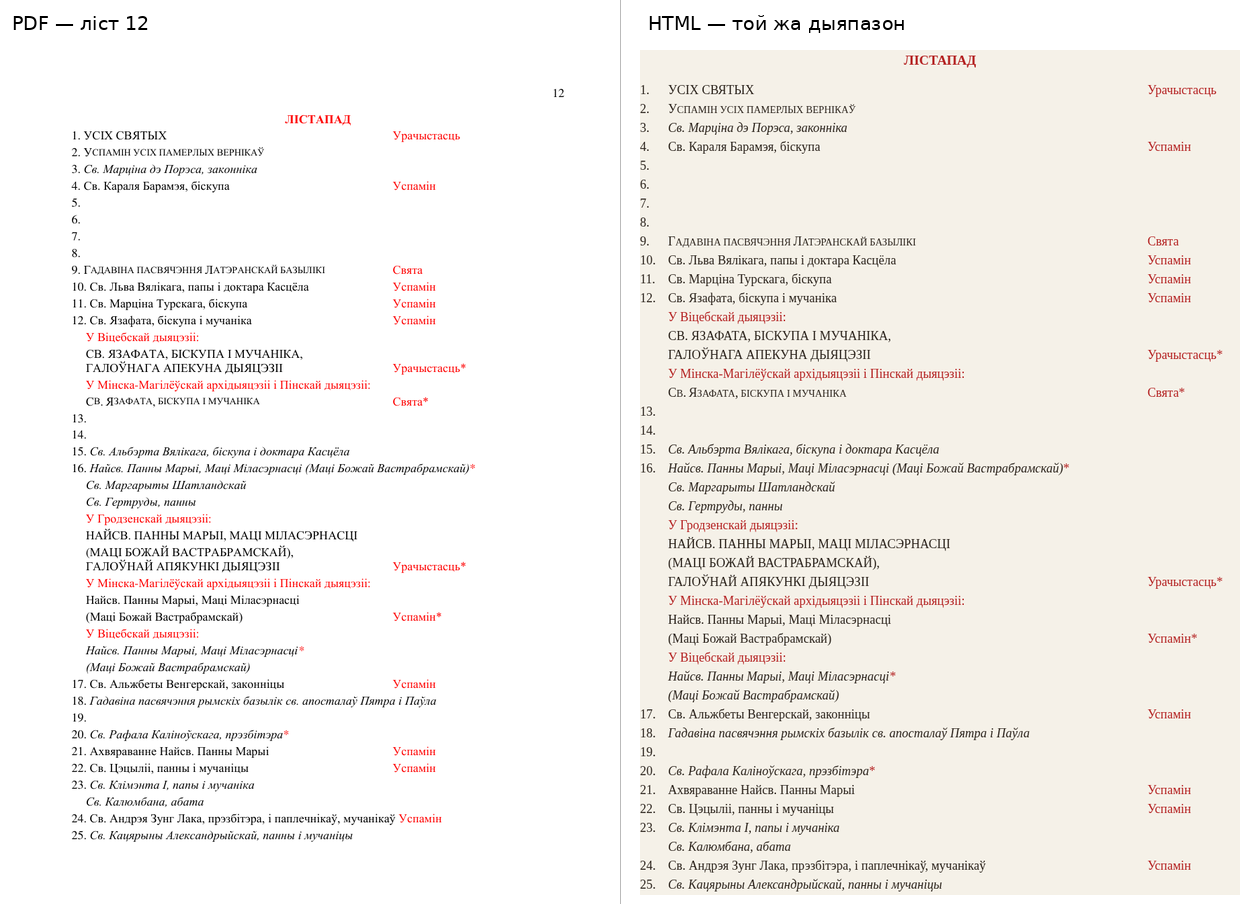 PDF — ліст 12
12
ЛІСТАПАД
1. УСІХ СВЯТЫХ Урачыстасць
2. УСПАМІН УСІХ ПАМЕРЛЫХ ВЕРНІКАЎ
3. Св. Марціна дэ Порэса, законніка
4. Св. Караля Барамэя, біскупа Успамін
5.
6.
7.
8.
9. ГАДАВІНА ПАСВЯЧЭННЯ ЛАТЭРАНСКАЙ БАЗЫЛІКІ Свята
10. Св. Льва Вялікага, папы і доктара Касцёла Успамін
11. Св. Марціна Турскага, біскупа Успамін
12. Св. Язафата, біскупа і мучаніка Успамін
У Віцебскай дыяцэзіі:
СВ. ЯЗАФАТА, БІСКУПА І МУЧАНІКА,
ГАЛОЎНАГА АПЕКУНА ДЫЯЦЭЗІІ Урачыстасць*
У Мінска-Магілёўскай архідыяцэзіі і Пінскай дыяцэзіі:
СВ. ЯЗАФАТА, БІСКУПА І МУЧАНІКА Свята*
13.
14.
15. Св. Альбэрта Вялікага, біскупа і доктара Касцёла
16. Найсв. Панны Марыі, Маці Міласэрнасці (Маці Божай Вастрабрамскай)*
Св. Маргарыты Шатландскай
Св. Гертруды, панны
У Гродзенскай дыяцэзіі:
НАЙСВ. ПАННЫ МАРЫІ, МАЦІ МІЛАСЭРНАСЦІ
(МАЦІ БОЖАЙ ВАСТРАБРАМСКАЙ),
ГАЛОЎНАЙ АПЯКУНКІ ДЫЯЦЭЗІІ Урачыстасць*
У Мінска-Магілёўскай архідыяцэзіі і Пінскай дыяцэзіі:
Найсв. Панны Марыі, Маці Міласэрнасці
(Маці Божай Вастрабрамскай) Успамін*
У Віцебскай дыяцэзіі:
Найсв. Панны Марыі, Маці Міласэрнасці*
(Маці Божай Вастрабрамскай)
17. Св. Альжбеты Венгерскай, законніцы Успамін
18. Гадавіна пасвячэння рымскіх базылік св. апосталаў Пятра і Паўла
19.
20. Св. Рафала Каліноўскага, прэзбітэра*
21. Ахвяраванне Найсв. Панны Марыі Успамін
22. Св. Цэцыліі, панны і мучаніцы Успамін
23. Св. Клімэнта І, папы і мучаніка
Св. Калюмбана, абата
24. Св. Андрэя Зунг Лака, прэзбітэра, і паплечнікаў, мучанікаў Успамін
25. Св. Кацярыны Александрыйскай, панны і мучаніцы
HTML — той жа дыяпазон
ЛІСТАПАД
1. УСІХ СВЯТЫХ Урачыстасць
2. УСПАМІН УСІХ ПАМЕРЛЫХ ВЕРНІКАЎ
3. Св. Марціна дэ Порэса, законніка
4. Св. Караля Барамэя, біскупа Успамін
5.
6.
7.
8.
9. ГАДАВІНА ПАСВЯЧЭННЯ ЛАТЭРАНСКАЙ БАЗЫЛІКІ Свята
10. Св. Льва Вялікага, папы і доктара Касцёла Успамін
11. Св. Марціна Турскага, біскупа Успамін
12. Св. Язафата, біскупа і мучаніка Успамін
У Віцебскай дыяцэзіі:
СВ. ЯЗАФАТА, БІСКУПА І МУЧАНІКА,
ГАЛОЎНАГА АПЕКУНА ДЫЯЦЭЗІІ Урачыстасць*
У Мінска-Магілёўскай архідыяцэзіі і Пінскай дыяцэзіі:
СВ. ЯЗАФАТА, БІСКУПА І МУЧАНІКА Свята*
13.
14.
15. Св. Альбэрта Вялікага, біскупа і доктара Касцёла
16. Найсв. Панны Марыі, Маці Міласэрнасці (Маці Божай Вастрабрамскай)*
Св. Маргарыты Шатландскай
Св. Гертруды, панны
У Гродзенскай дыяцэзіі:
НАЙСВ. ПАННЫ МАРЫІ, МАЦІ МІЛАСЭРНАСЦІ
(МАЦІ БОЖАЙ ВАСТРАБРАМСКАЙ),
ГАЛОЎНАЙ АПЯКУНКІ ДЫЯЦЭЗІІ Урачыстасць*
У Мінска-Магілёўскай архідыяцэзіі і Пінскай дыяцэзіі:
Найсв. Панны Марыі, Маці Міласэрнасці
(Маці Божай Вастрабрамскай) Успамін*
У Віцебскай дыяцэзіі:
Найсв. Панны Марыі, Маці Міласэрнасці*
(Маці Божай Вастрабрамскай)
17. Св. Альжбеты Венгерскай, законніцы Успамін
18. Гадавіна пасвячэння рымскіх базылік св. апосталаў Пятра і Паўла
19.
20. Св. Рафала Каліноўскага, прэзбітэра*
21. Ахвяраванне Найсв. Панны Марыі Успамін
22. Св. Цэцыліі, панны і мучаніцы Успамін
23. Св. Клімэнта І, папы і мучаніка
Св. Калюмбана, абата
24. Св. Андрэя Зунг Лака, прэзбітэра, і паплечнікаў, мучанікаў Успамін
25. Св. Кацярыны Александрыйскай, панны і мучаніцы